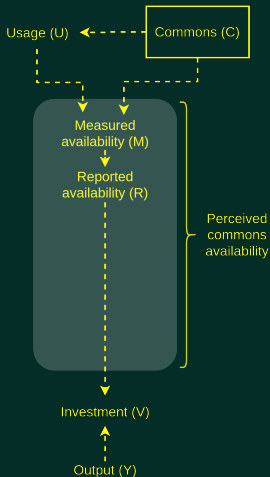 Usage (U)
Commons (C)
Measured
availability (M)
Reported
availability (R)
Perceived
commons
availability
Investment (V)
Output (Y)